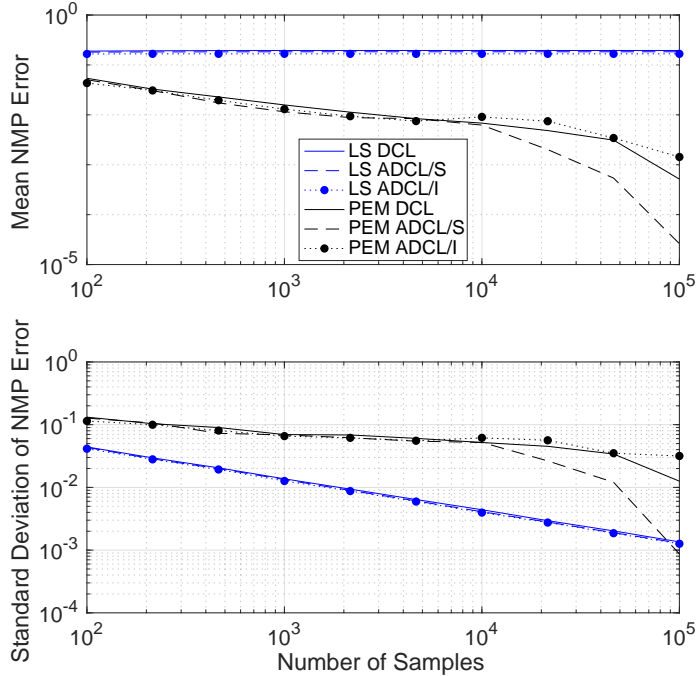 Mean NMP Error
10^0
10^-5
10^2
10^3
10^4
10^5
LS DCL
LS ADCL/S
LS ADCL/I
PEM DCL
PEM ADCL/S
PEM ADCL/I
Standard Deviation of NMP Error
10^0
10^-1
10^-2
10^-3
10^-4
10^2
10^3
10^4
10^5
Number of Samples